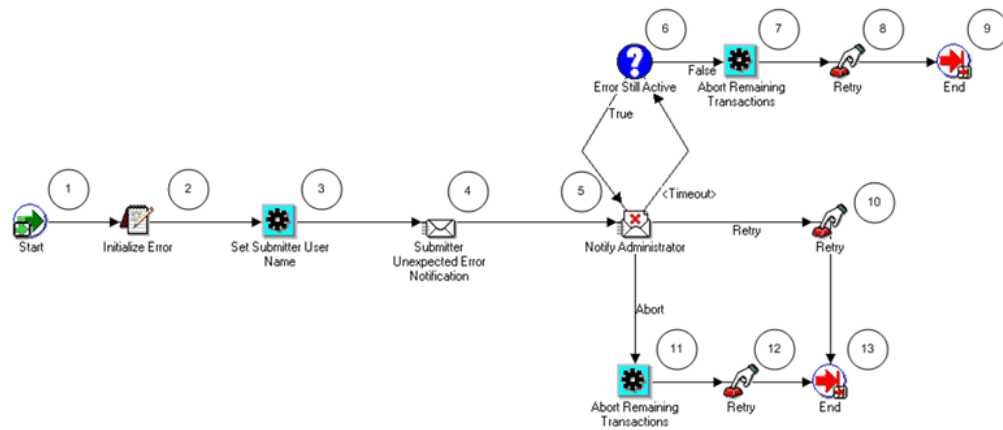 6
7
8
9
Error Still Active
False
Abort Remaining
Transactions
Retry
End
True
1
2
3
4
5
<Timeout>
10
Start
Initialize Error
Set Submitter User
Name
Submitter
Unexpected Error
Notification
Notify Administrator
Retry
Retry
Abort
11
12
13
Abort Remaining
Transactions
Retry
End